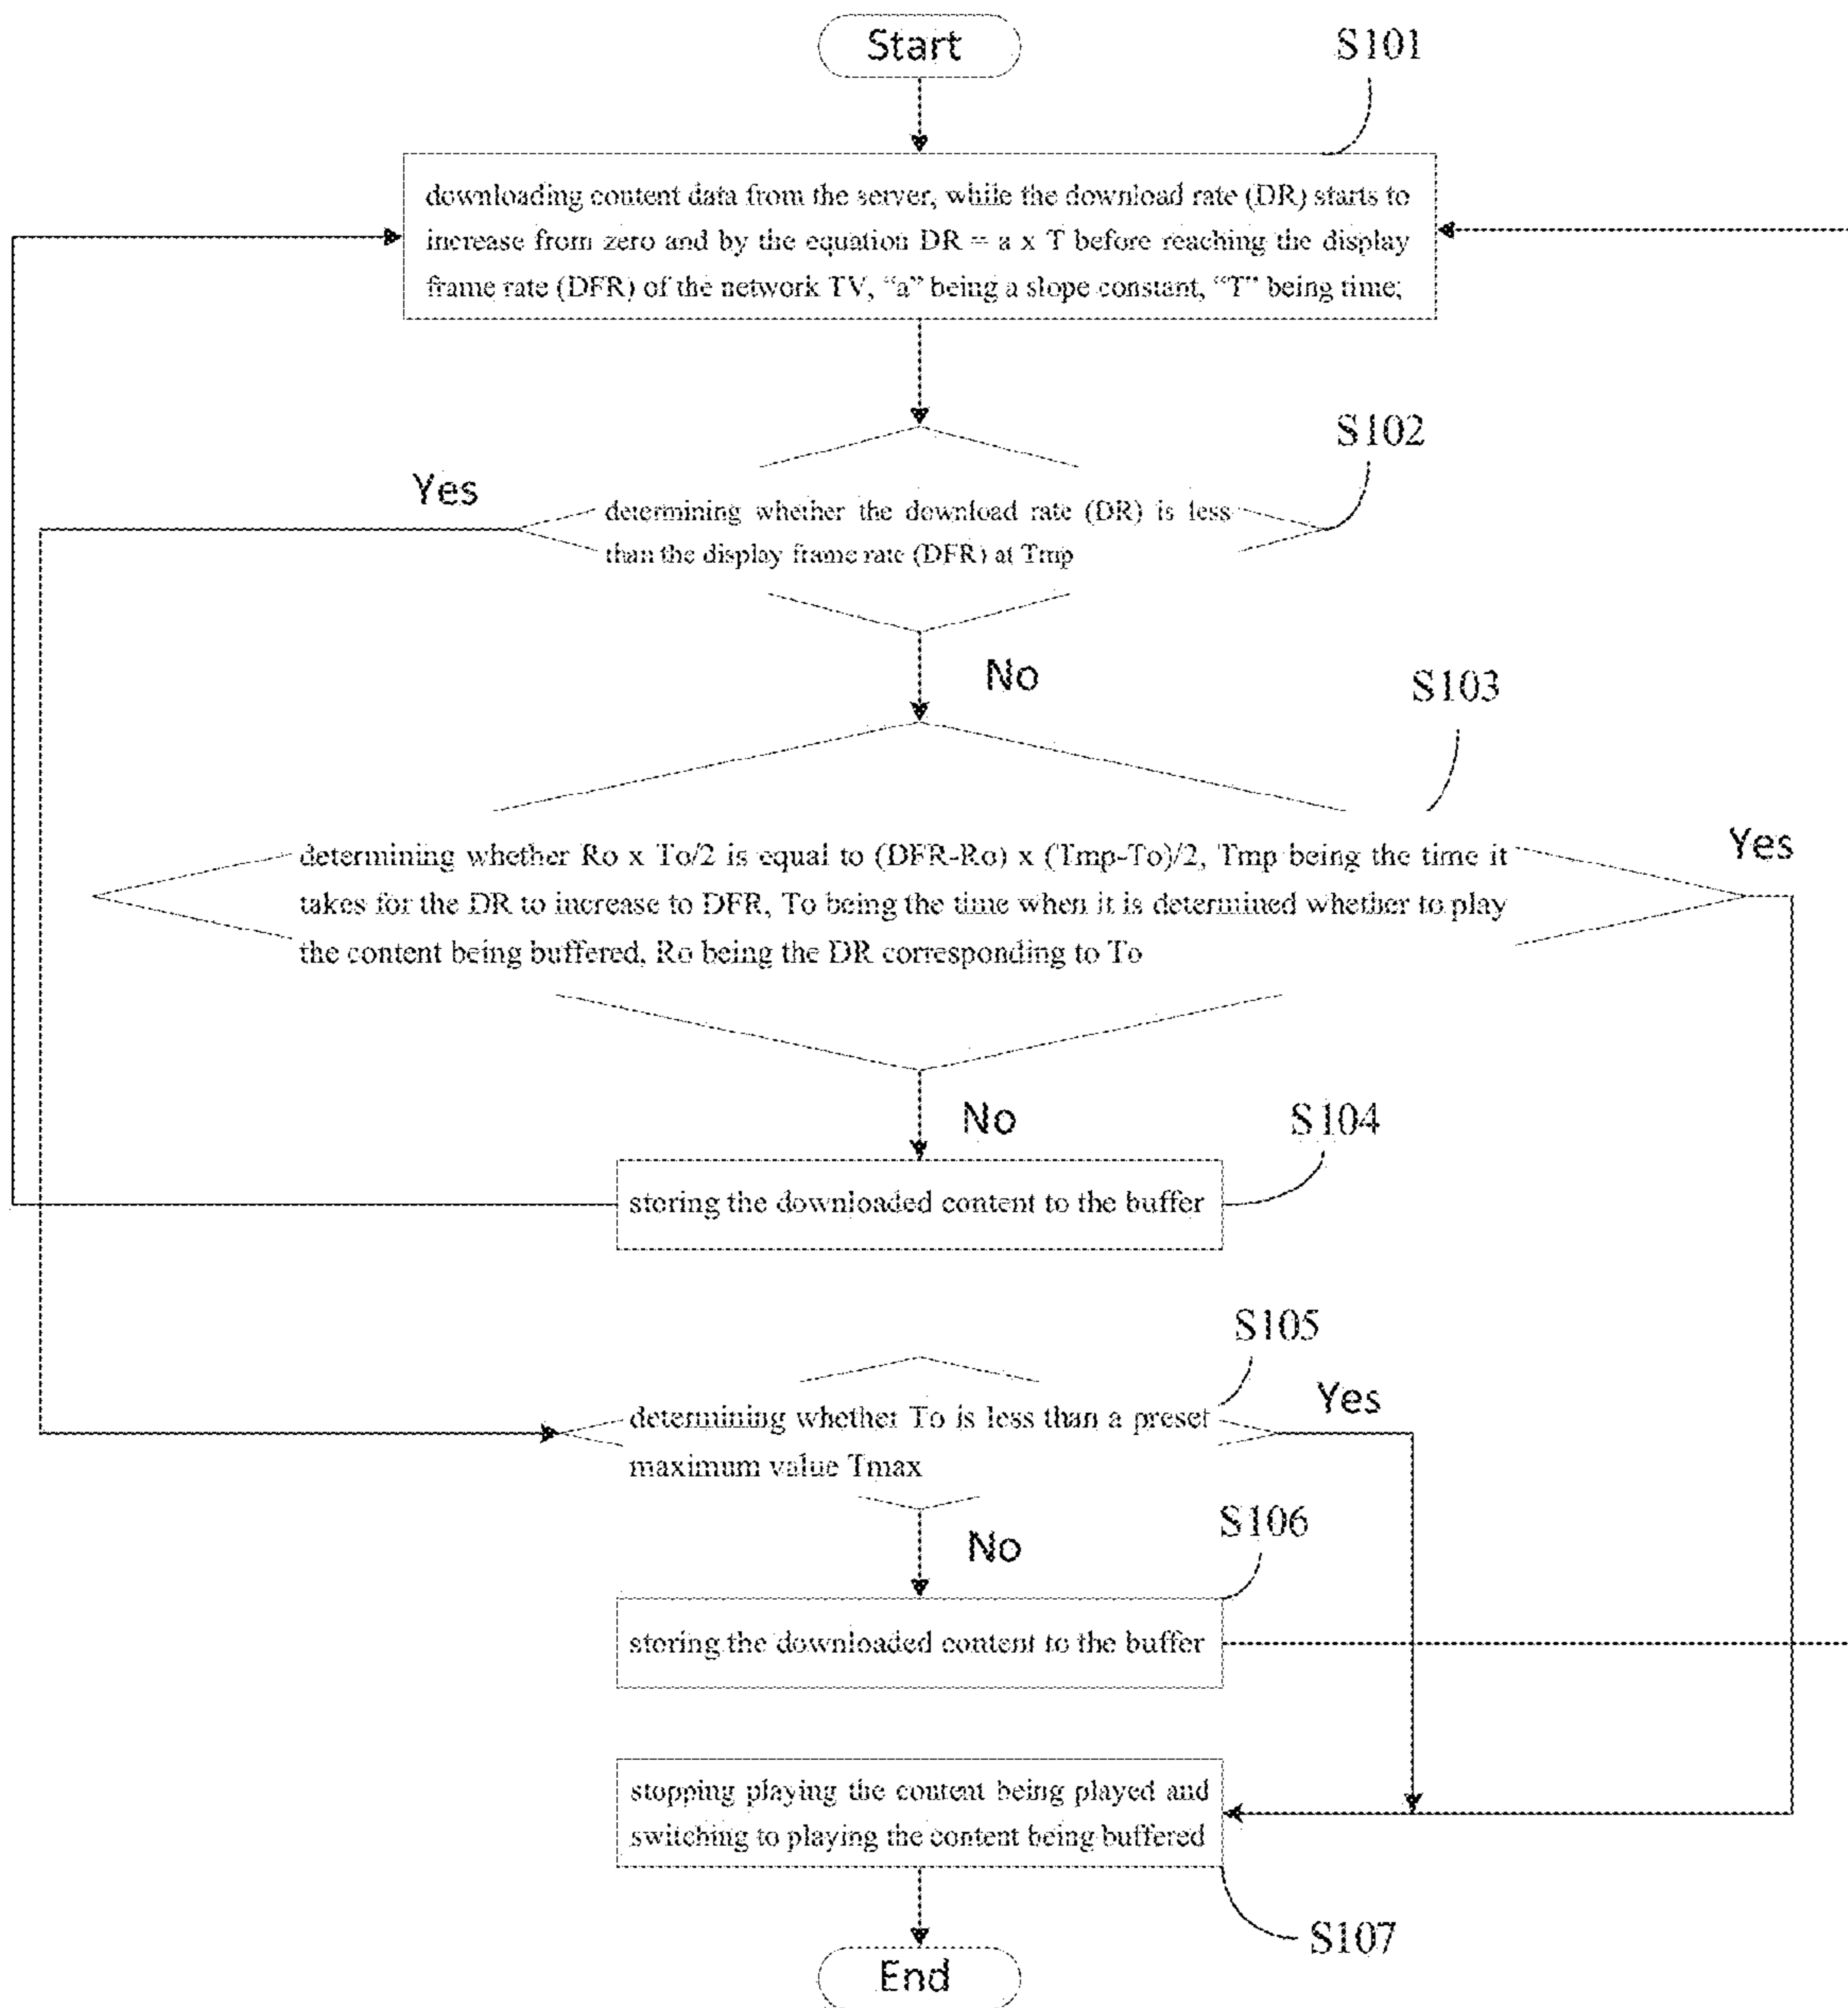 Start
S101
downloading content data from the server, while the download rate (DR) starts to
increase from zero and by the equation DR = a x T before reaching the display
frame rate (DFR) of the network TV, “a” being a slope constant, “T” being time;
S102
Yes
determining whether the download rate (DR) is less
than the display frame rate (DFR) at Tmp
No
S103
Yes
determining whether Ro x To/2 is equal to (DFR-Ro) x (Tmp-To)/2, Tmp being the time it
takes for the DR to increase to DFR, To being the time when it is determined whether to play
the content being buffered, Ro being the DR corresponding to To
No
S104
storing the downloaded content to the buffer
S105
Yes
determining whether To is less than a preset
maximum value Tmax
No
S106
storing the downloaded content to the buffer
stopping playing the content being played and
switching to playing the content being buffered
S107
End